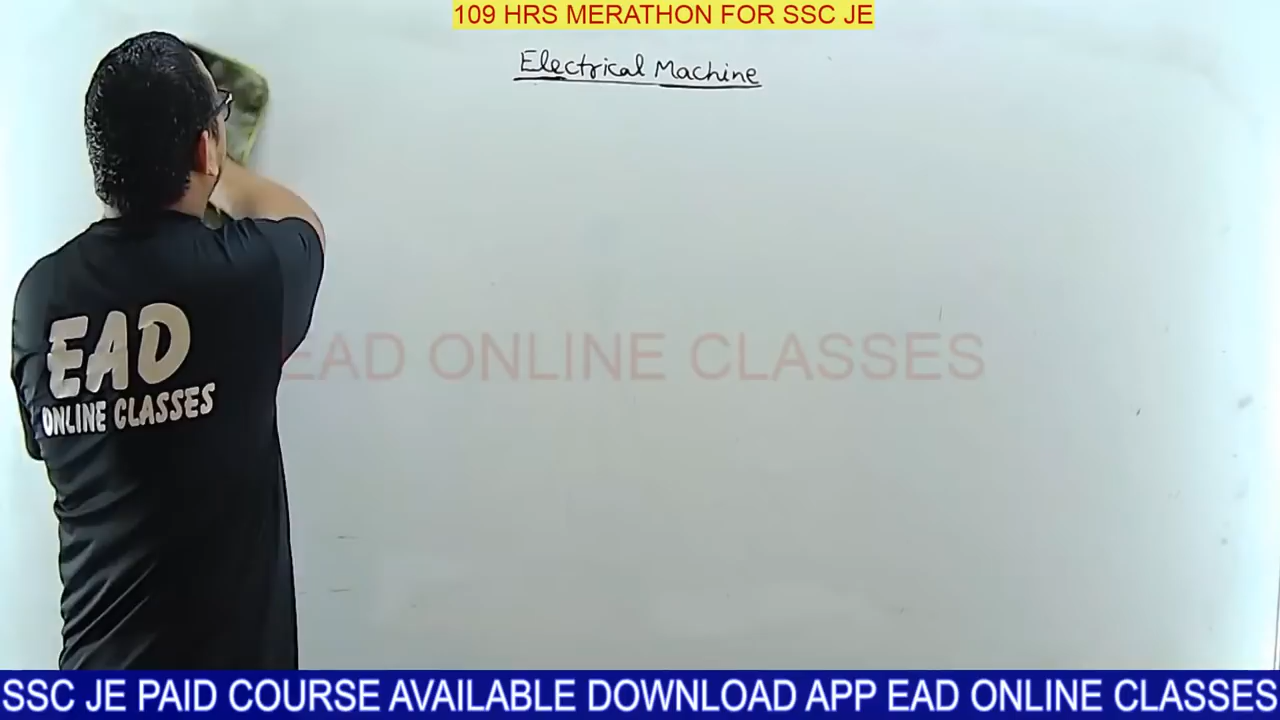 109 HRS MERATHON FOR SSC JE
Electrical Machine
EAD ONLINE CLASSES
EAD
ONLINE CLASSES
SSC JE PAID COURSE AVAILABLE DOWNLOAD APP EAD ONLINE CLASSES